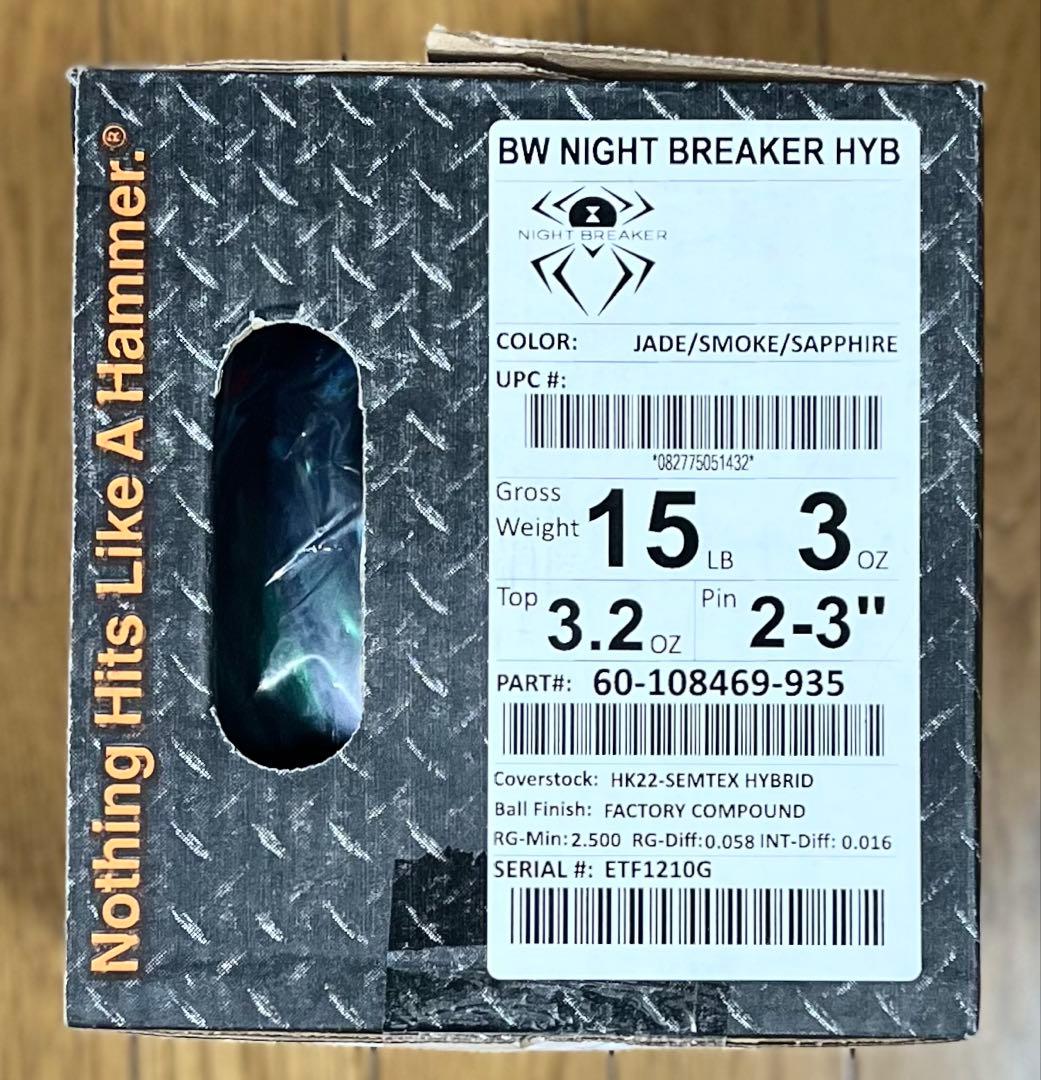 Nothing Hits Like A Hammer.®
BW NIGHT BREAKER HYB
NIGHT BREAKER
COLOR: JADE/SMOKE/SAPPHIRE
UPC #:
*082775051432*
Gross Weight 15 LB 3 OZ
Top 3.2 OZ Pin 2-3"
PART#: 60-108469-935
Coverstock: HK22-SEMTEX HYBRID
Ball Finish: FACTORY COMPOUND
RG-Min: 2.500 RG-Diff: 0.058 INT-Diff: 0.016
SERIAL #: ETF1210G